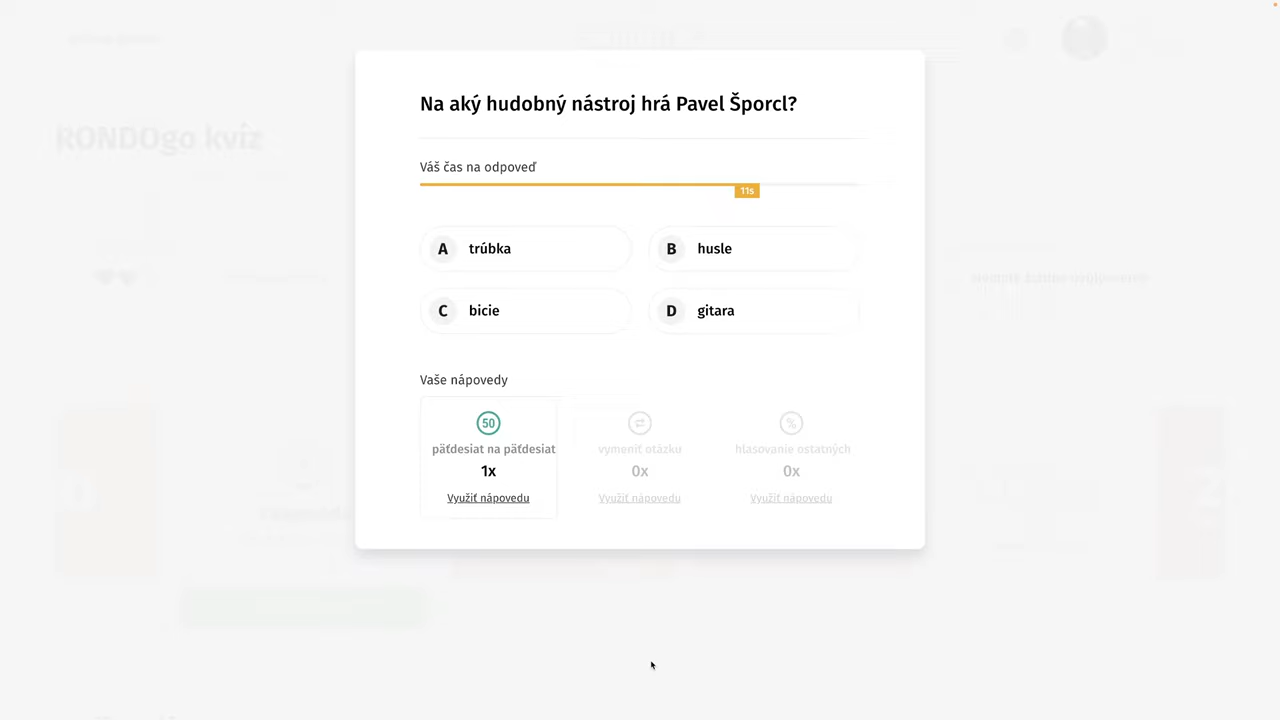 RONDOgo kvíz
Na aký hudobný nástroj hrá Pavel Šporcl?
Váš čas na odpoveď
11s
A trúbka
B husle
C bicie
D gitara
Vaše nápovedy
50
päťdesiat na päťdesiat
1x
Využiť nápovedu
vymeniť otázku
0x
Využiť nápovedu
%
hlasovanie ostatných
0x
Využiť nápovedu